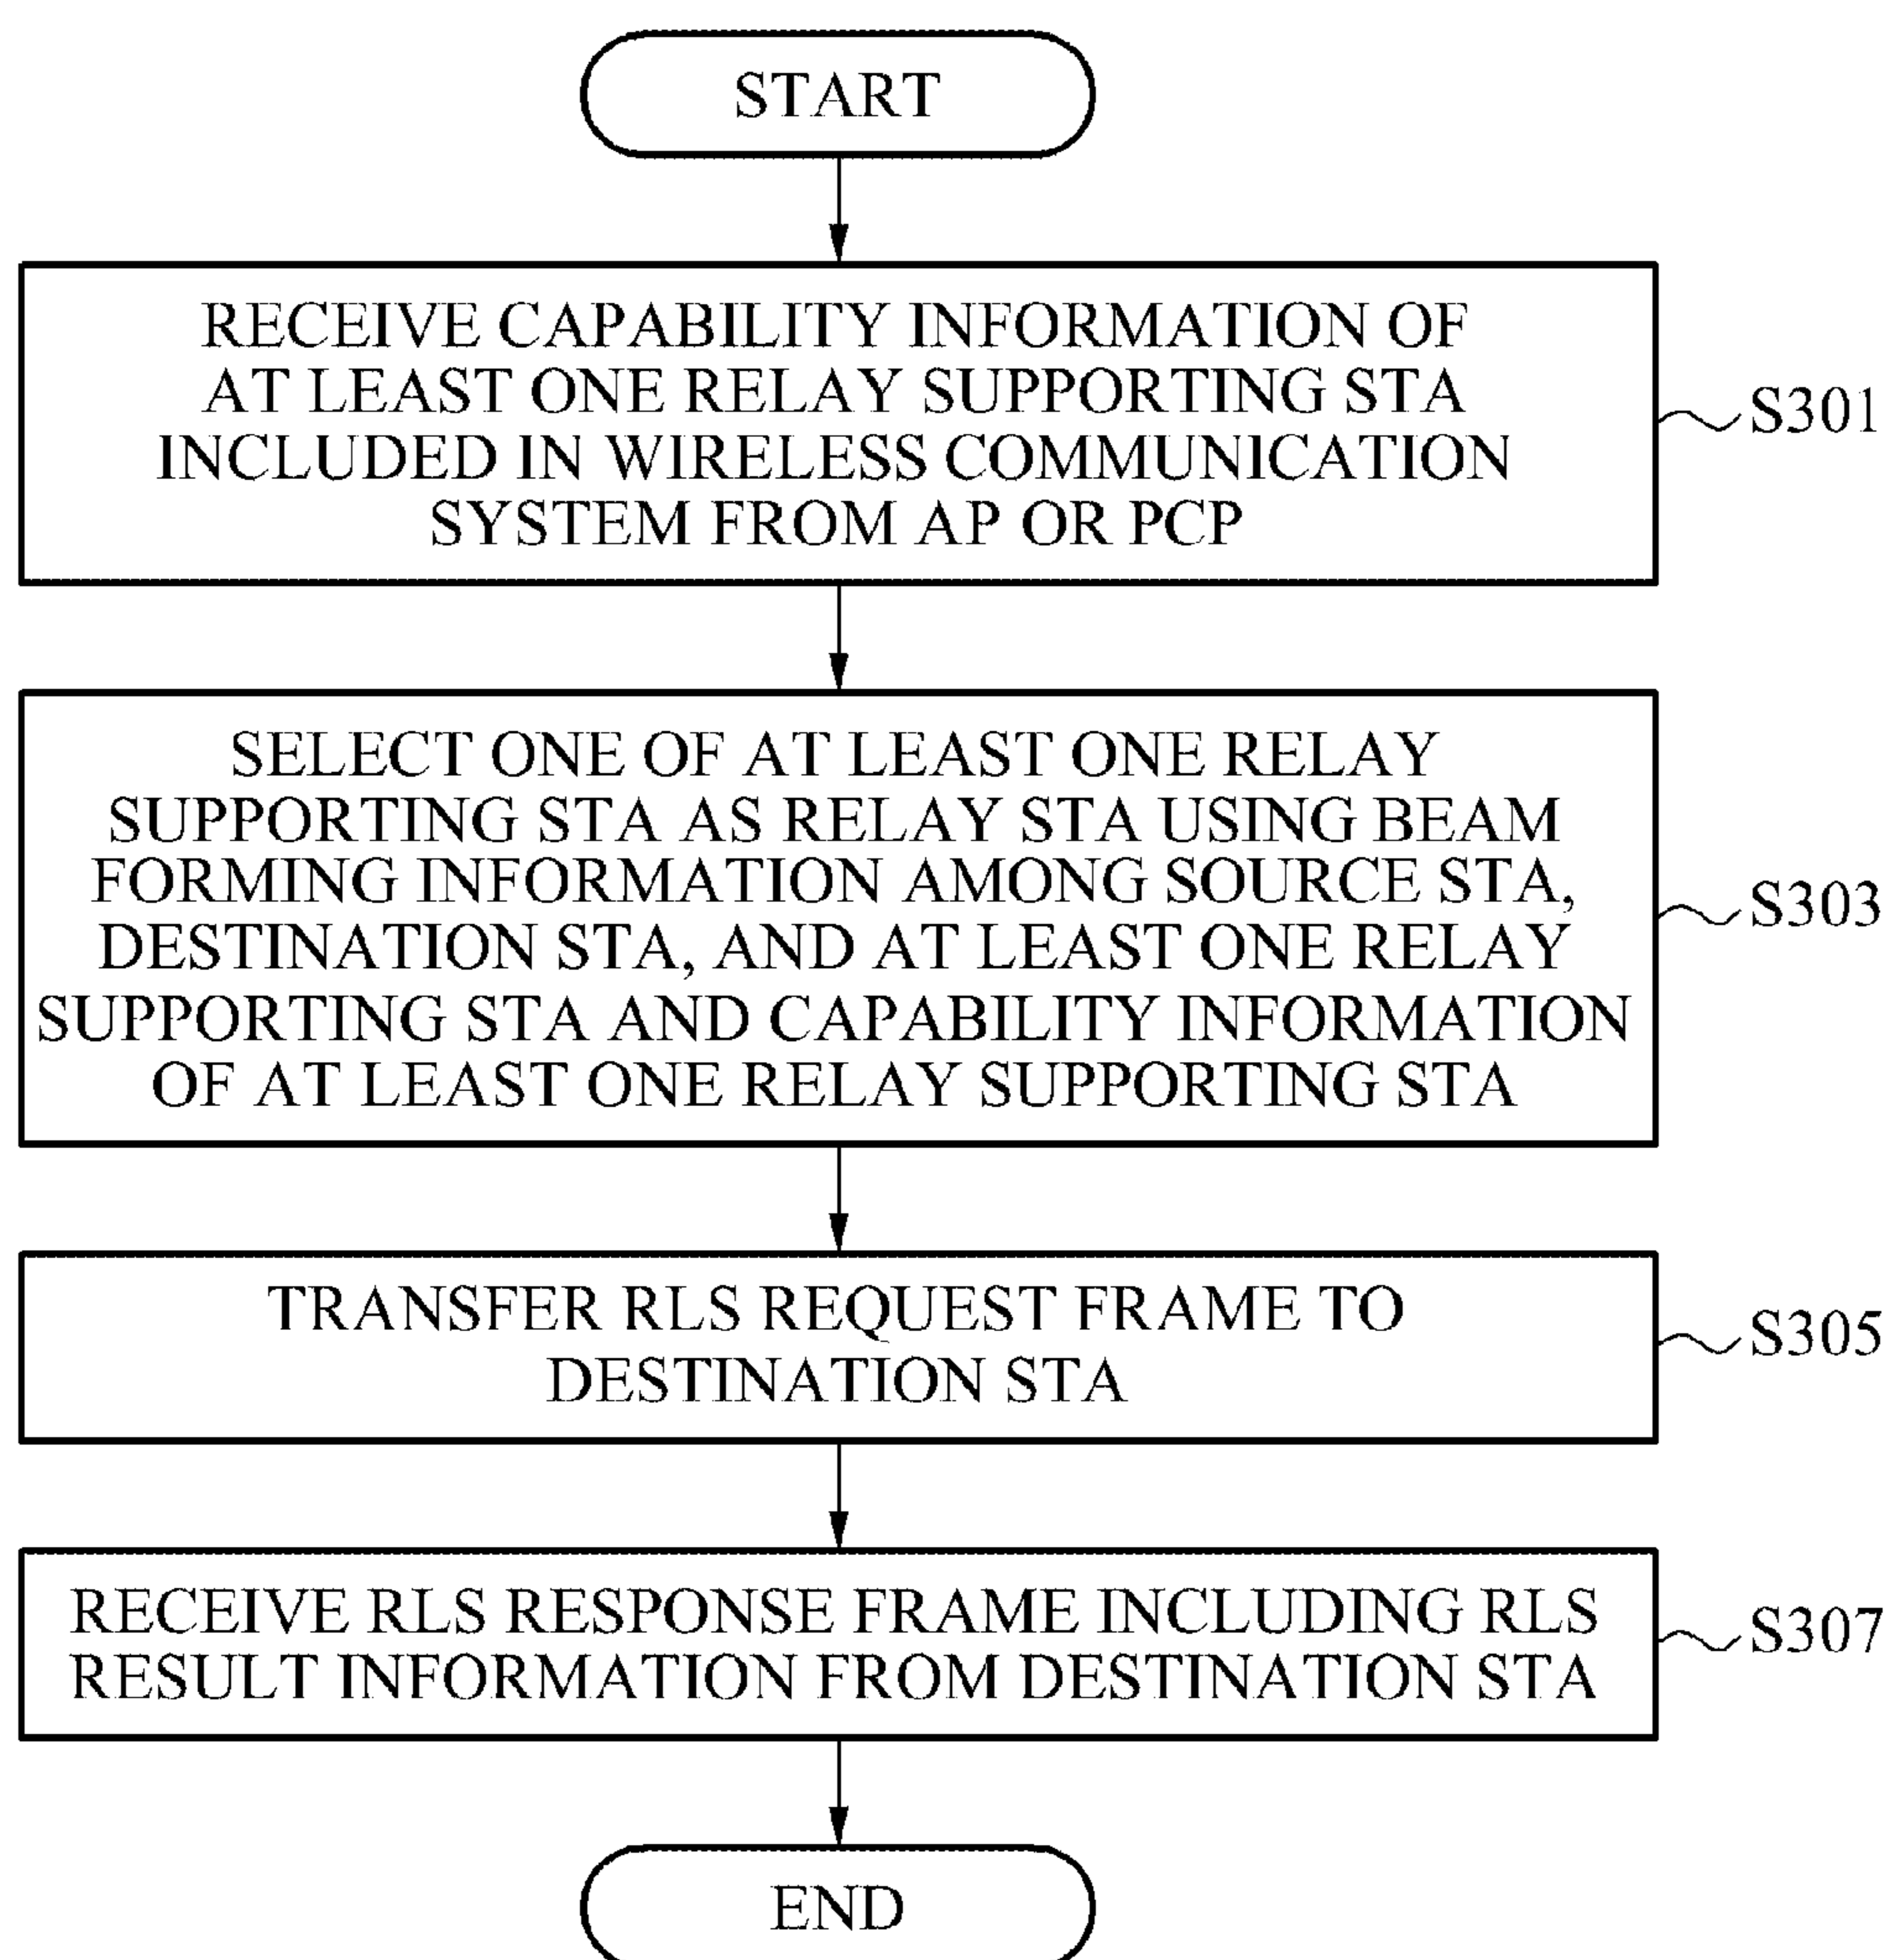 START
RECEIVE CAPABILITY INFORMATION OF
AT LEAST ONE RELAY SUPPORTING STA
INCLUDED IN WIRELESS COMMUNICATION
SYSTEM FROM AP OR PCP
S301
SELECT ONE OF AT LEAST ONE RELAY
SUPPORTING STA AS RELAY STA USING BEAM
FORMING INFORMATION AMONG SOURCE STA,
DESTINATION STA, AND AT LEAST ONE RELAY
SUPPORTING STA AND CAPABILITY INFORMATION
OF AT LEAST ONE RELAY SUPPORTING STA
S303
TRANSFER RLS REQUEST FRAME TO
DESTINATION STA
S305
RECEIVE RLS RESPONSE FRAME INCLUDING RLS
RESULT INFORMATION FROM DESTINATION STA
S307
END